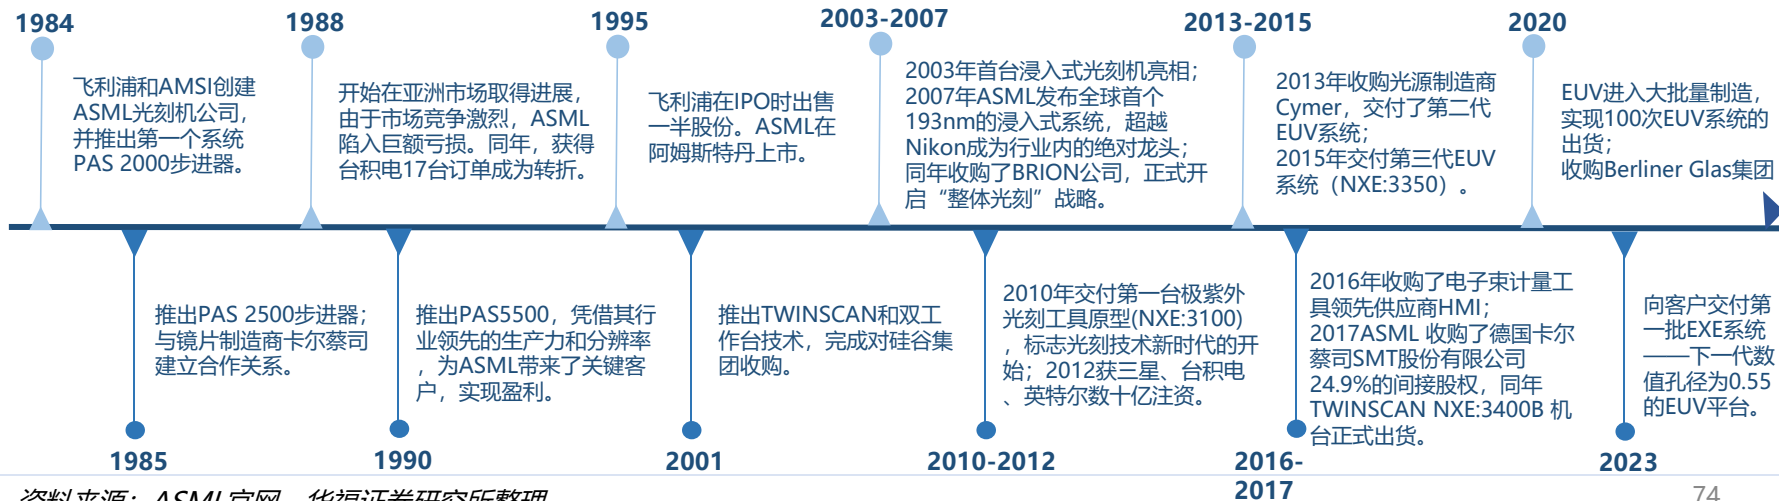 1984
飞利浦和AMSI创建
ASML光刻机公司，
并推出第一个系统
PAS 2000步进器。
1988
开始在亚洲市场取得进展，
由于市场竞争激烈，ASML
陷入巨额亏损。同年，获得
台积电17台订单成为转折。
1995
飞利浦在IPO时出售
一半股份。ASML在
阿姆斯特丹上市。
2003-2007
2003年首台浸入式光刻机亮相；
2007年ASML发布全球首个
193nm的浸入式系统，超越
Nikon成为行业内的绝对龙头；
同年收购了BRION公司，正式开
启“整体光刻”战略。
2013-2015
2013年收购光源制造商
Cymer，交付了第二代
EUV系统；
2015年交付第三代EUV
系统（NXE:3350）。
2020
EUV进入大批量制造，
实现100次EUV系统的
出货；
收购Berliner Glas集团
推出PAS 2500步进器；
与镜片制造商卡尔蔡司
建立合作关系。
1985
推出PAS5500，凭借其行
业领先的生产力和分辨率
，为ASML带来了关键客
户，实现盈利。
1990
推出TWINSCAN和双工
作台技术，完成对硅谷集
团收购。
2001
2010年交付第一台极紫外
光刻工具原型(NXE:3100)
，标志光刻技术新时代的开
始；2012获三星、台积电
、英特尔数十亿注资。
2010-2012
2016年收购了电子束计量工
具领先供应商HMI；
2017ASML 收购了德国卡尔
蔡司SMT股份有限公司
24.9%的间接股权，同年
TWINSCAN NXE:3400B 机
台正式出货。
2016-
2017
向客户交付第
一批EXE系统
——下一代数
值孔径为0.55
的EUV平台。
2023
资料来源：ASML官网，华福证券研究所整理
74